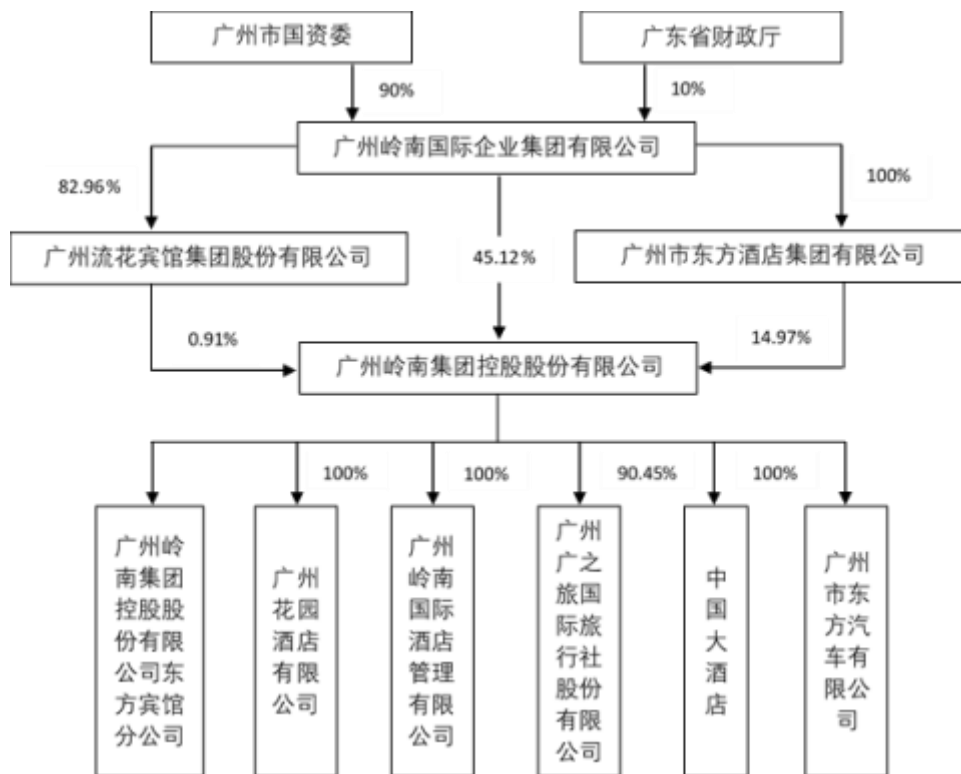 广州市国资委
广东省财政厅
90%
10%
广州岭南国际企业集团有限公司
82.96%
100%
广州流花宾馆集团股份有限公司
45.12%
广州市东方酒店集团有限公司
0.91%
14.97%
广州岭南集团控股股份有限公司
100%
100%
90.45%
100%
广州岭
南集团
控股股
份有限
公司东
方宾馆
分公司
广州
花园
酒店
有限
公司
广州
岭南
国际
酒店
管理
有限
公司
广州
广之
旅国
际旅
行社
股份
有限
公司
中
国
大
酒
店
广州
市东
方汽
车有
限公
司